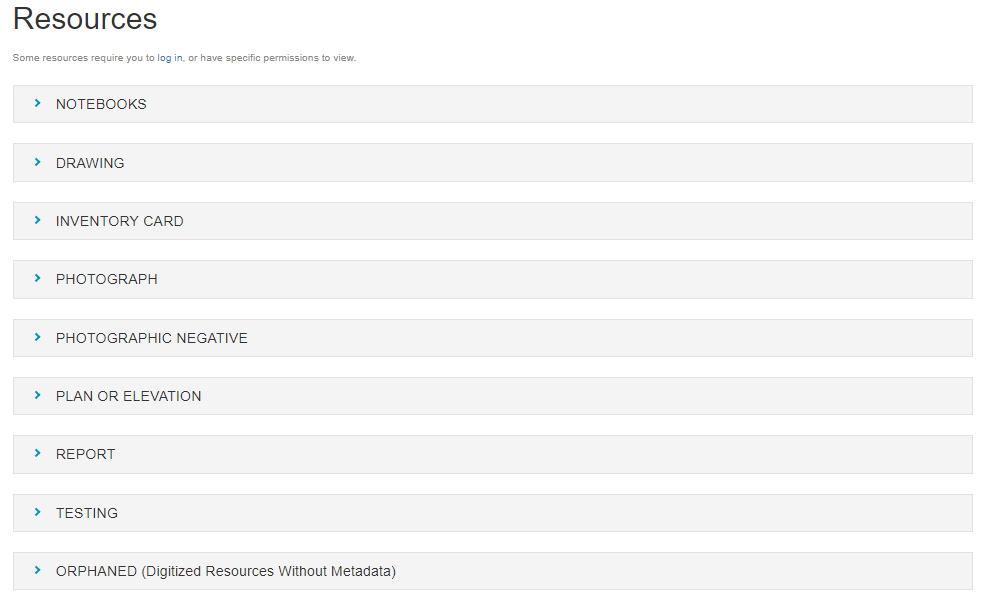 Resources
Some resources require you to log in, or have specific permissions to view.
NOTEBOOKS
DRAWING
INVENTORY CARD
PHOTOGRAPH
PHOTOGRAPHIC NEGATIVE
PLAN OR ELEVATION
REPORT
TESTING
ORPHANED (Digitized Resources Without Metadata)